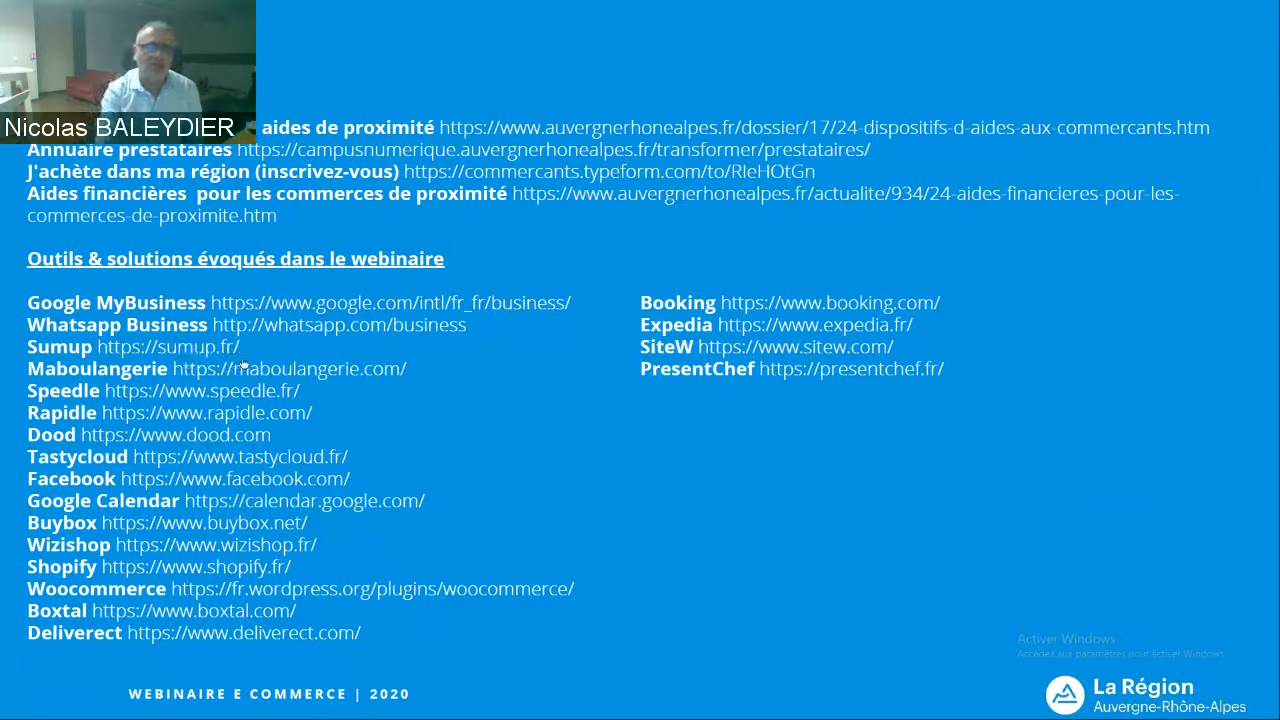 Nicolas BALEYDIER
aides de proximité https://www.auvergnerhonealpes.fr/dossier/17/24-dispositifs-d-aides-aux-commercants.htm
Annuaire prestataires https://campusnumerique.auvergnerhonealpes.fr/transformer/prestataires/
J'achète dans ma région (inscrivez-vous) https://commercants.typeform.com/to/RIeHOtGn
Aides financières pour les commerces de proximité https://www.auvergnerhonealpes.fr/actualite/934/24-aides-financieres-pour-les-
commerces-de-proximite.htm
Outils & solutions évoqués dans le webinaire
Google MyBusiness https://www.google.com/intl/fr_fr/business/
Whatsapp Business http://whatsapp.com/business
Sumup https://sumup.fr/
Maboulangerie https://maboulangerie.com/
Speedle https://www.speedle.fr/
Rapidle https://www.rapidle.com/
Dood https://www.dood.com
Tastycloud https://www.tastycloud.fr/
Facebook https://www.facebook.com/
Google Calendar https://calendar.google.com/
Buybox https://www.buybox.net/
Wizishop https://www.wizishop.fr/
Shopify https://www.shopify.fr/
Woocommerce https://fr.wordpress.org/plugins/woocommerce/
Boxtal https://www.boxtal.com/
Deliverect https://www.deliverect.com/
Booking https://www.booking.com/
Expedia https://www.expedia.fr/
SiteW https://www.sitew.com/
PresentChef https://presentchef.fr/
Activer Windows
Accédez aux paramètres pour activer Windows.
WEBINAIRE E COMMERCE | 2020
La Région
Auvergne-Rhône-Alpes